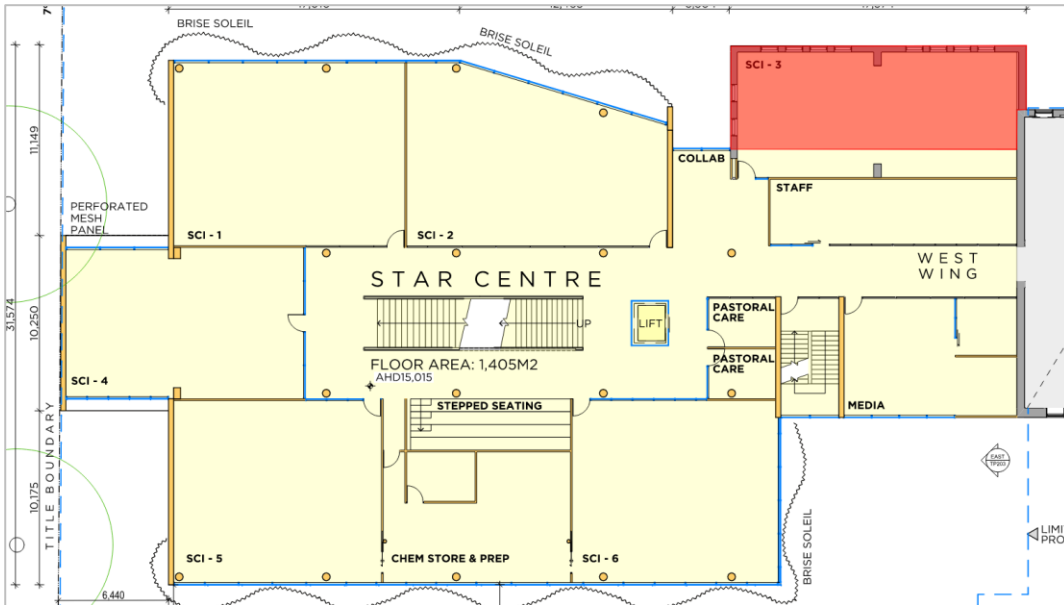 BRISE SOLEIL
BRISE SOLEIL
SCI - 3
11,149
COLLAB
STAFF
PERFORATED
MESH
PANEL
SCI - 1
SCI - 2
STAR CENTRE
WEST
WING
31,574
10,250
PASTORAL
CARE
UP
LIFT
FLOOR AREA: 1,405M2
PASTORAL
CARE
AHD15,015
SCI - 4
STEPPED SEATING
MEDIA
TITLE BOUNDARY
EAST
TP203
10,175
SCI - 5
CHEM STORE & PREP
SCI - 6
BRISE SOLEIL
6,440